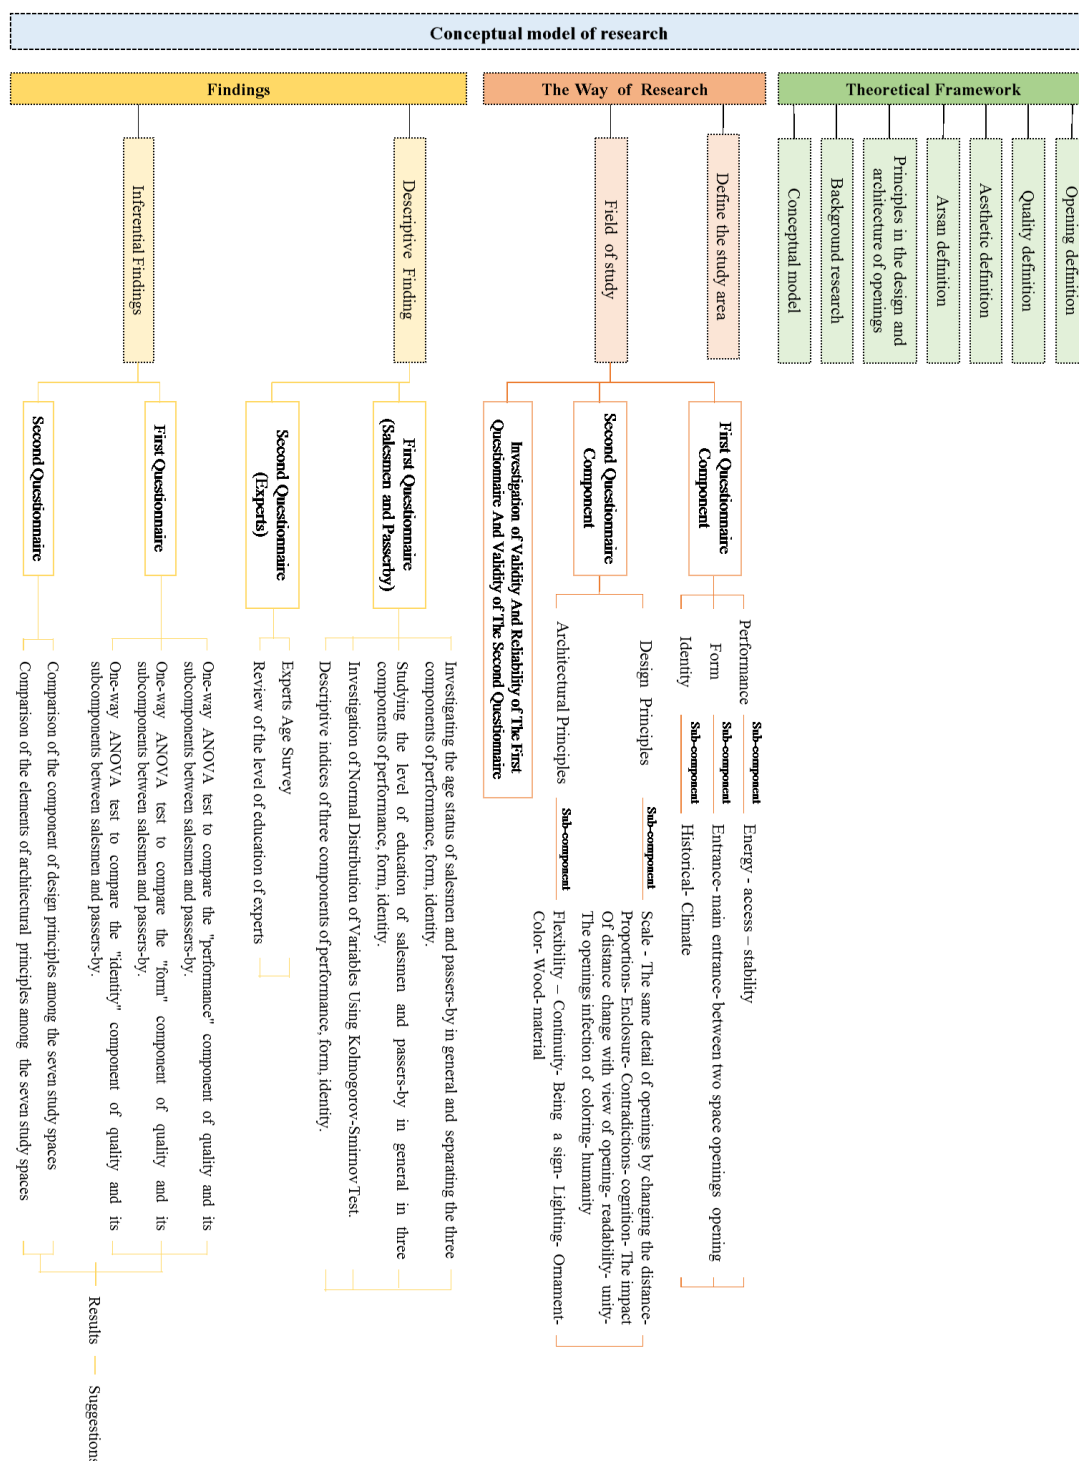 Conceptual model of research
Findings
The Way of Research
Theoretical Framework
Opening definition
Quality definition
Aesthetic definition
Arsan definition
Principles in the design and
architecture of openings
Background research
Conceptual model
Define the study area
Field of study
Descriptive Finding
Inferential Findings
First Questionnaire
Component
Second Questionnaire
Component
Investigation of Validity And Reliability of The First
Questionnaire And Validity of The Second Questionnaire
First Questionnaire
(Salesmen and Passerby)
Second Questionnaire
(Experts)
First Questionnaire
Second Questionnaire
Performance
Sub-component
Energy - access – stability
Form
Sub-component
Entrance- main entrance- between two space openings opening
Identity
Sub-component
Historical- Climate
Design Principles
Sub-component
Scale - The same detail of openings by changing the distance-
Proportions- Enclosure- Contradictions- cognition- The impact
Of distance change with view of opening- readability- unity-
The openings infection of coloring- humanity
Architectural Principles
Sub-component
Flexibility – Continuity- Being a sign- Lighting- Ornament-
Color- Wood- material
Investigating the age status of salesmen and passers-by in general and separating the three
components of performance, form, identity.
Studying the level of education of salesmen and passers-by in general in three
components of performance, form, identity.
Investigation of Normal Distribution of Variables Using Kolmogorov-Smirnov Test.
Descriptive indices of three components of performance, form, identity.
Experts Age Survey
Review of the level of education of experts
One-way ANOVA test to compare the "performance" component of quality and its
subcomponents between salesmen and passers-by.
One-way ANOVA test to compare the "form" component of quality and its
subcomponents between salesmen and passers-by.
One-way ANOVA test to compare the "identity" component of quality and its
subcomponents between salesmen and passers-by.
Comparison of the component of design principles among the seven study spaces
Comparison of the elements of architectural principles among the seven study spaces
Results
Suggestions